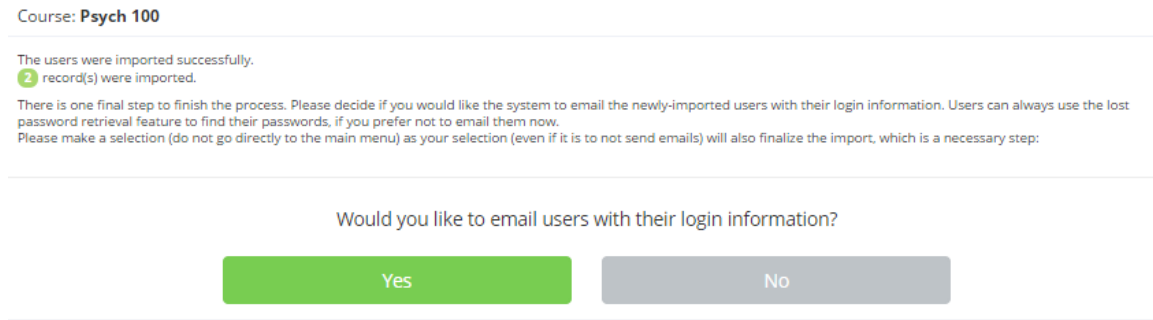 Course: Psych 100
The users were imported successfully.
2 record(s) were imported.
There is one final step to finish the process. Please decide if you would like the system to email the newly-imported users with their login information. Users can always use the lost
password retrieval feature to find their passwords, if you prefer not to email them now.
Please make a selection (do not go directly to the main menu) as your selection (even if it is to not send emails) will also finalize the import, which is a necessary step:
Would you like to email users with their login information?
Yes No